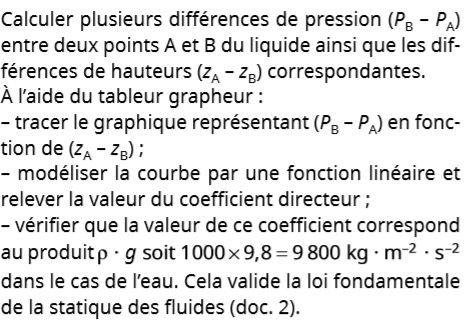 Calculer plusieurs différences de pression (P_B – P_A)
entre deux points A et B du liquide ainsi que les dif-
férences de hauteurs (z_A – z_B) correspondantes.
À l'aide du tableur grapheur :
– tracer le graphique représentant (P_B – P_A) en fonc-
tion de (z_A – z_B) ;
– modéliser la courbe par une fonction linéaire et
relever la valeur du coefficient directeur ;
– vérifier que la valeur de ce coefficient correspond
au produit ρ · g soit 1000 × 9,8 = 9 800 kg · m⁻² · s⁻²
dans le cas de l'eau. Cela valide la loi fondamentale
de la statique des fluides (doc. 2).